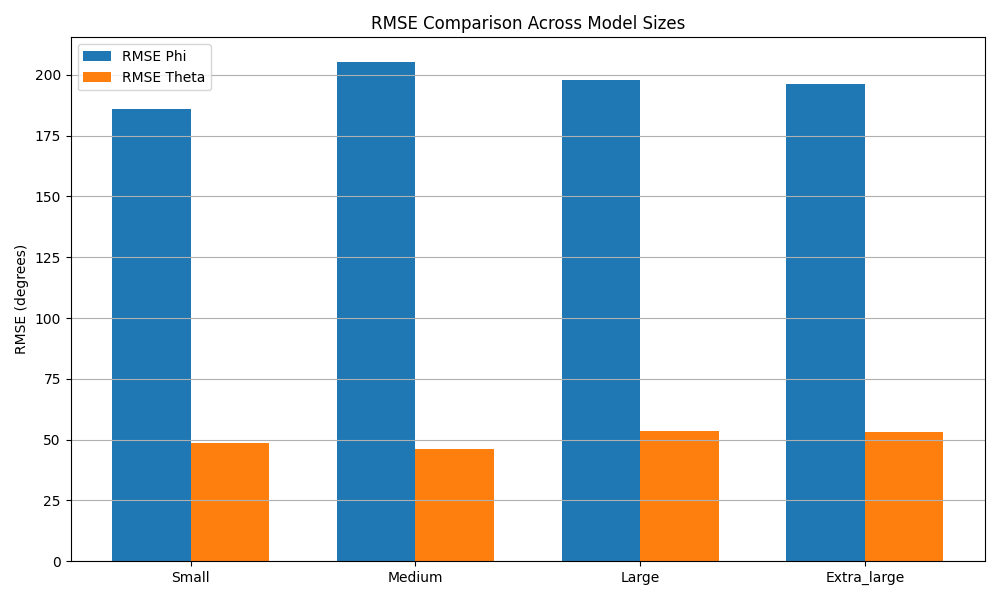 RMSE Comparison Across Model Sizes
RMSE Phi
RMSE Theta
RMSE (degrees)
200
175
150
125
100
75
50
25
0
Small Medium Large Extra_large